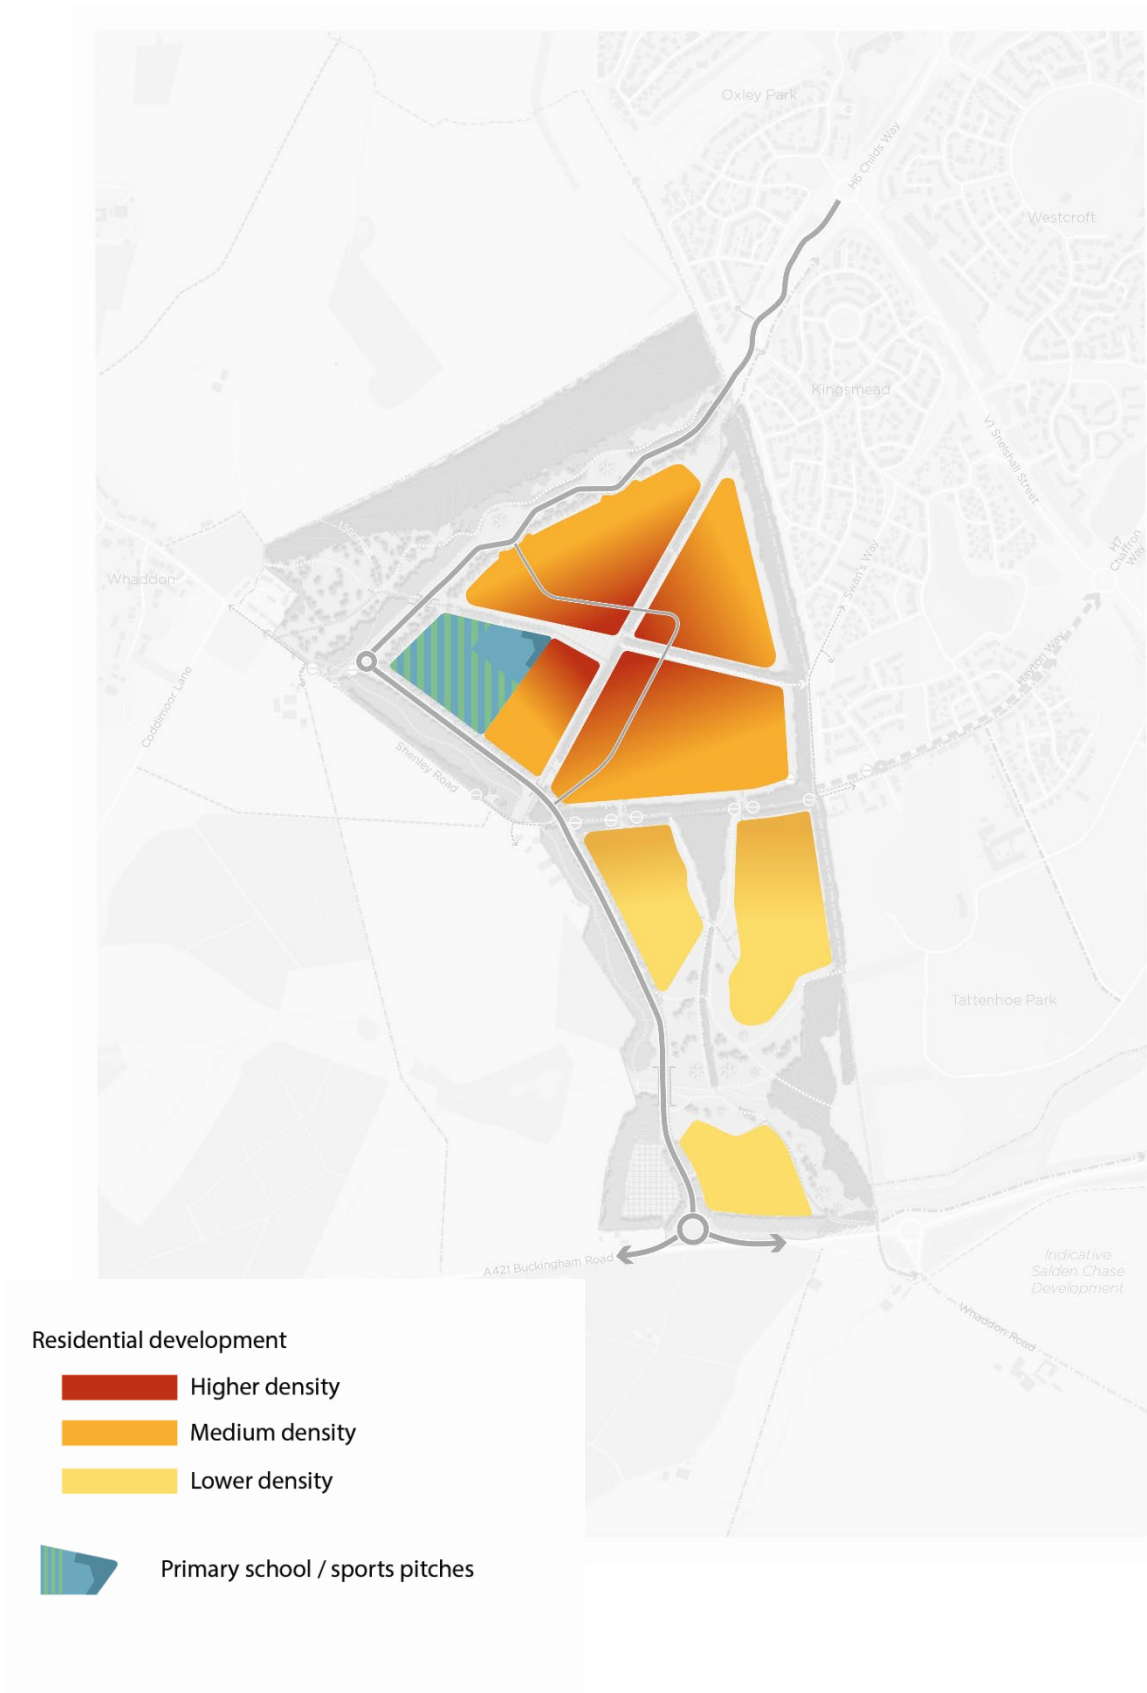 Oxley Park
H6 Childs Way
Westcroft
Kingsmead
V1 Snelshall Street
H7
Chaffron
Way
Whaddon
Swan's Way
Hayton Way
Coddimoor Lane
Shenley Road
Tattenhoe Park
A421 Buckingham Road
Indicative
Salden Chase
Development
Whaddon Road
Residential development
Higher density
Medium density
Lower density
Primary school / sports pitches